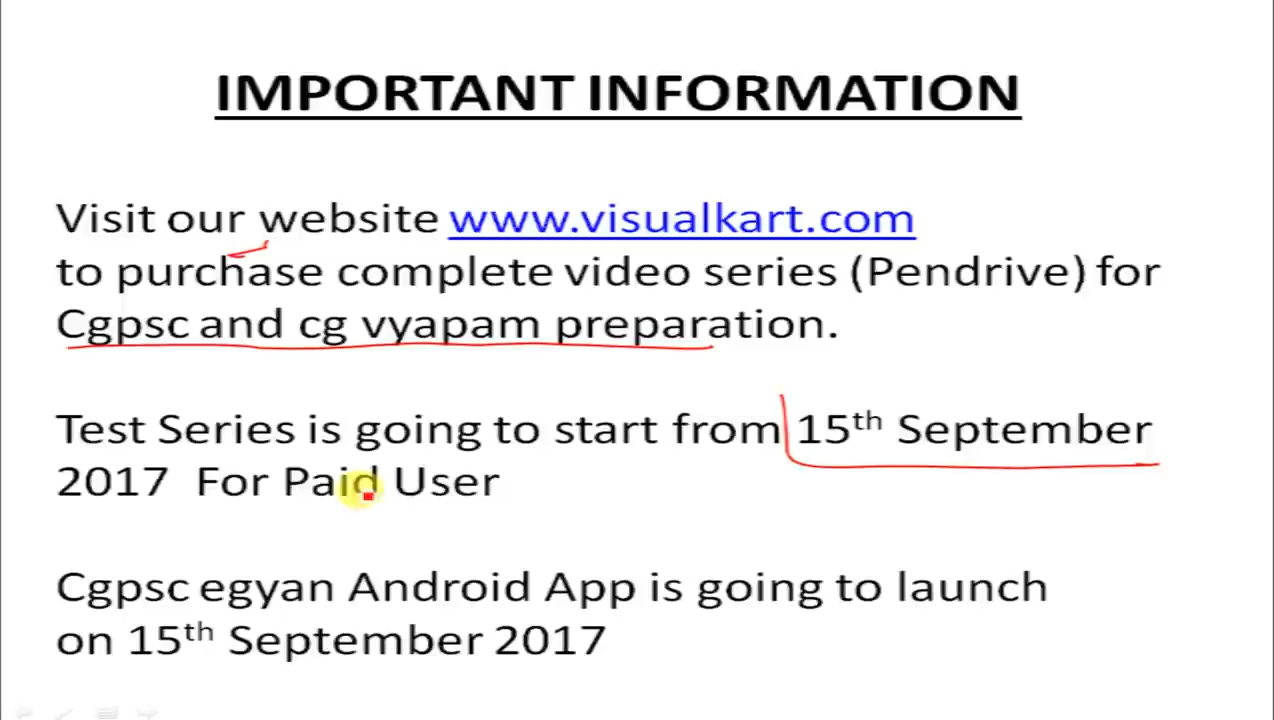 IMPORTANT INFORMATION
Visit our website www.visualkart.com
to purchase complete video series (Pendrive) for
Cgpsc and cg vyapam preparation.
Test Series is going to start from 15th September
2017 For Paid User
Cgpsc egyan Android App is going to launch
on 15th September 2017